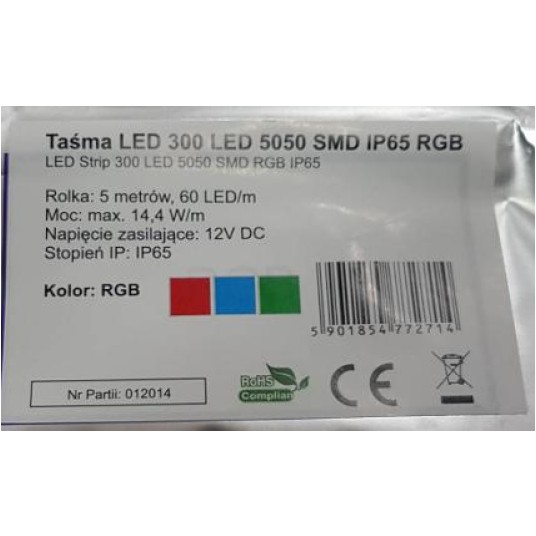 Taśma LED 300 LED 5050 SMD IP65 RGB
LED Strip 300 LED 5050 SMD RGB IP65
Rolka: 5 metrów, 60 LED/m
Moc: max. 14,4 W/m
Napięcie zasilające: 12V DC
Stopień IP: IP65
Kolor: RGB
5 901854 772714
Nr Partii: 012014
RoHS
Compliant
CE